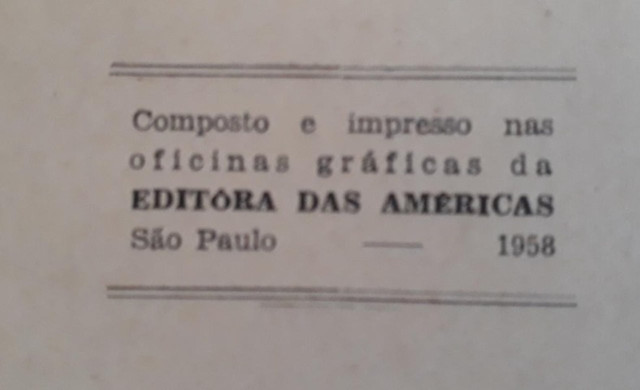 Composto e impresso nas
oficinas gráficas da
EDITÔRA DAS AMÉRICAS
São Paulo — 1958